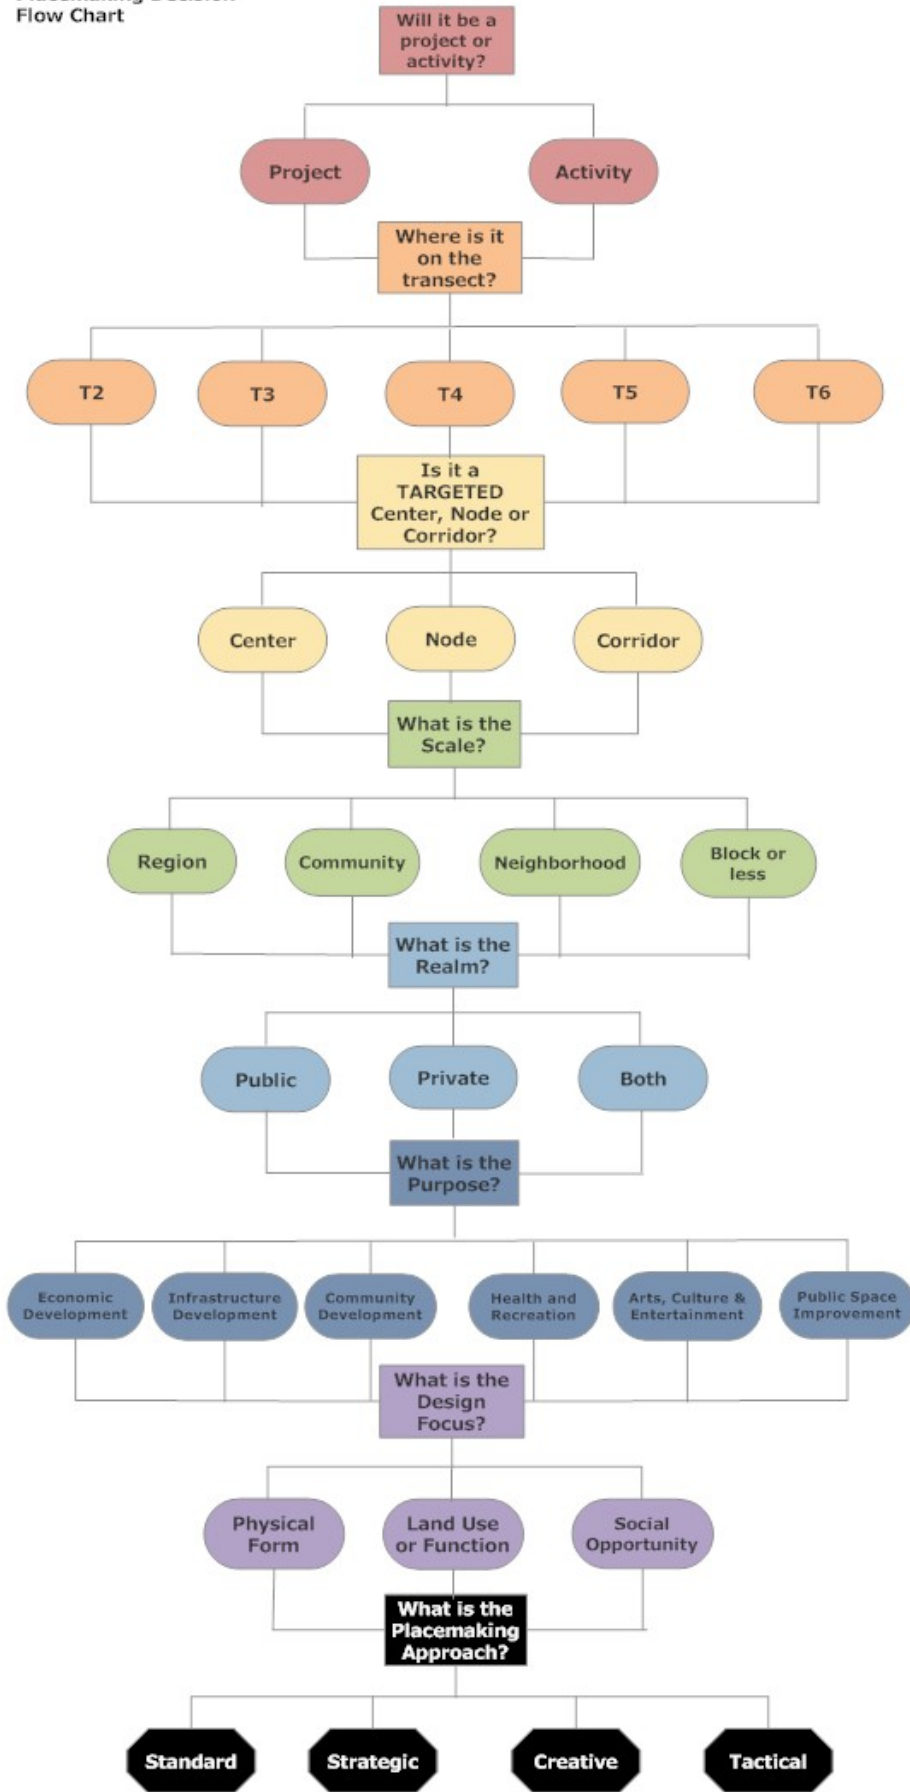 Placemaking Decision
Flow Chart
Will it be a
project or
activity?
Project
Activity
Where is it
on the
transect?
T2
T3
T4
T5
T6
Is it a
TARGETED
Center, Node or
Corridor?
Center
Node
Corridor
What is the
Scale?
Region
Community
Neighborhood
Block or
less
What is the
Realm?
Public
Private
Both
What is the
Purpose?
Economic
Development
Infrastructure
Development
Community
Development
Health and
Recreation
Arts, Culture &
Entertainment
Public Space
Improvement
What is the
Design
Focus?
Physical
Form
Land Use
or Function
Social
Opportunity
What is the
Placemaking
Approach?
Standard
Strategic
Creative
Tactical